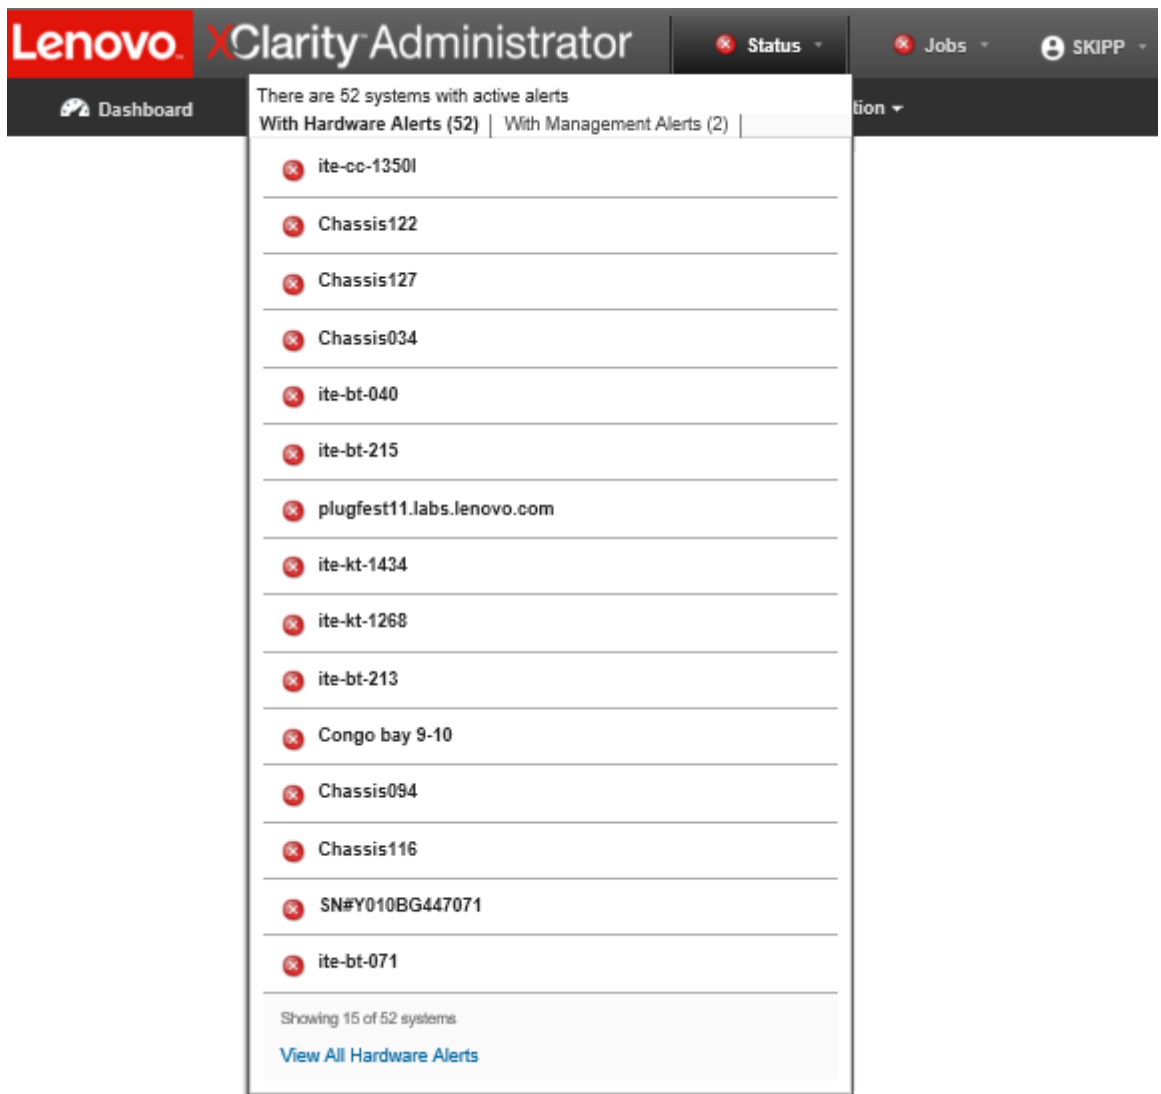 Lenovo. XClarity Administrator Status Jobs SKIPP
Dashboard tion
There are 52 systems with active alerts
With Hardware Alerts (52) | With Management Alerts (2) |
ite-cc-1350I
Chassis122
Chassis127
Chassis034
ite-bt-040
ite-bt-215
plugfest11.labs.lenovo.com
ite-kt-1434
ite-kt-1268
ite-bt-213
Congo bay 9-10
Chassis094
Chassis116
SN#Y010BG447071
ite-bt-071
Showing 15 of 52 systems
View All Hardware Alerts